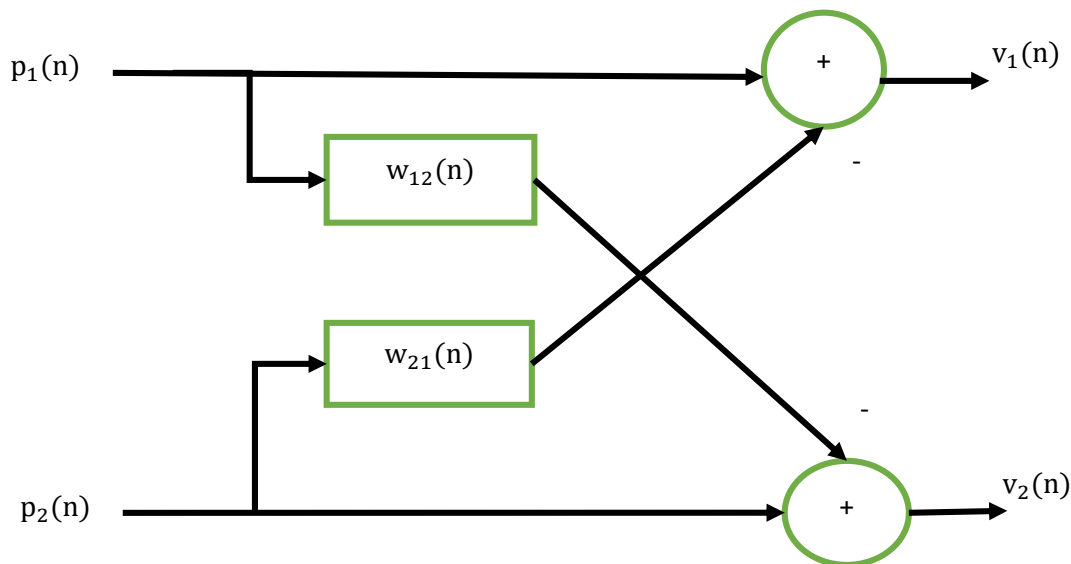 p₁(n)
+
v₁(n)
-
w₁₂(n)
w₂₁(n)
-
p₂(n)
+
v₂(n)